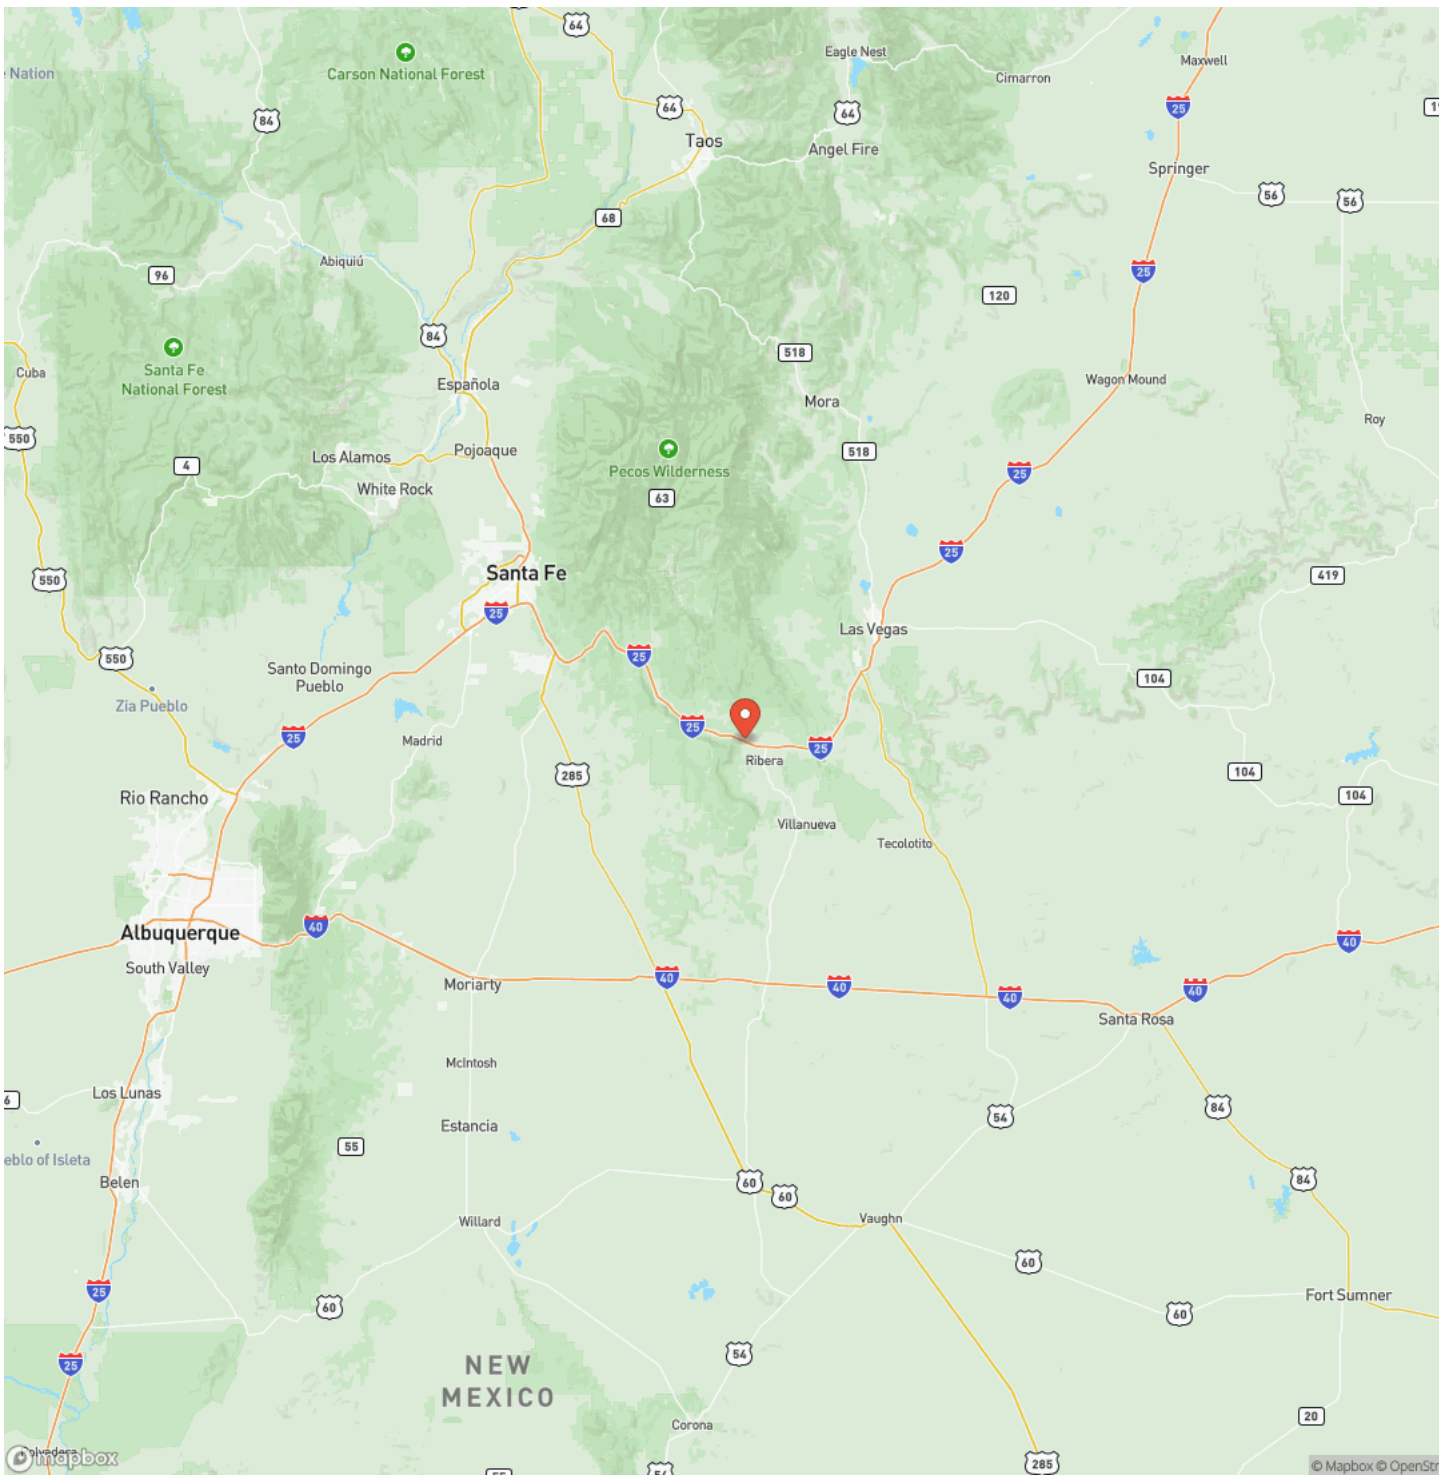 64
Eagle Nest
Maxwell
Carson National Forest
Nation
Cimarron
64
25
84
64
Taos
Angel Fire
Springer
56
56
68
Abiquiú
96
25
120
84
Santa Fe
National Forest
518
Cuba
Española
Wagon Mound
Mora
Roy
550
Pojoaque
518
Los Alamos
4
Pecos Wilderness
25
White Rock
63
25
Santa Fe
550
419
25
Las Vegas
550
25
Santo Domingo
Pueblo
104
Zia Pueblo
25
25
Madrid
25
Ribera
285
104
Rio Rancho
104
Villanueva
Tecolotito
40
Albuquerque
40
South Valley
Moriarty
40
40
40
40
Santa Rosa
McIntosh
Los Lunas
6
84
54
Estancia
55
eblo of Isleta
Belen
60
84
60
Willard
Vaughn
60
25
Fort Sumner
60
60
54
25
NEW
MEXICO
20
Corona
mapbox
285
© Mapbox © OpenStr